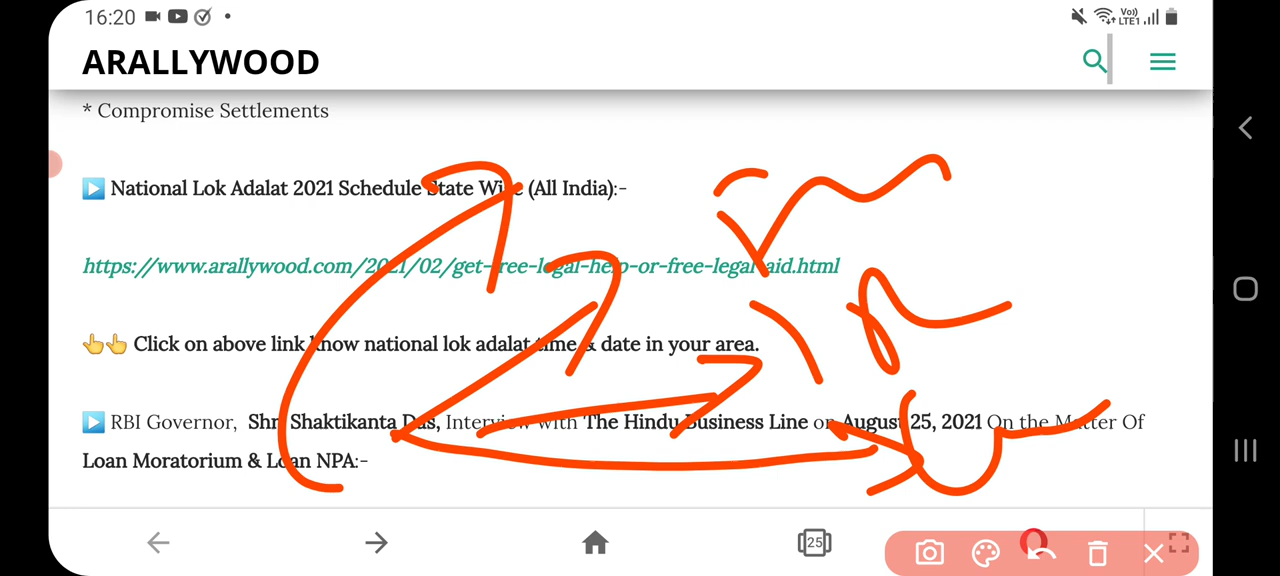 16:20
Vo) LTE1
ARALLYWOOD
* Compromise Settlements
▶️ National Lok Adalat 2021 Schedule State Wise (All India):-
https://www.arallywood.com/2021/02/get-free-legal-help-or-free-legal-aid.html
👆👆 Click on above link know national lok adalat time & date in your area.
▶️ RBI Governor, Shri Shaktikanta Das, Interview with The Hindu Business Line on August 25, 2021 On the Matter Of
Loan Moratorium & Loan NPA:-
25